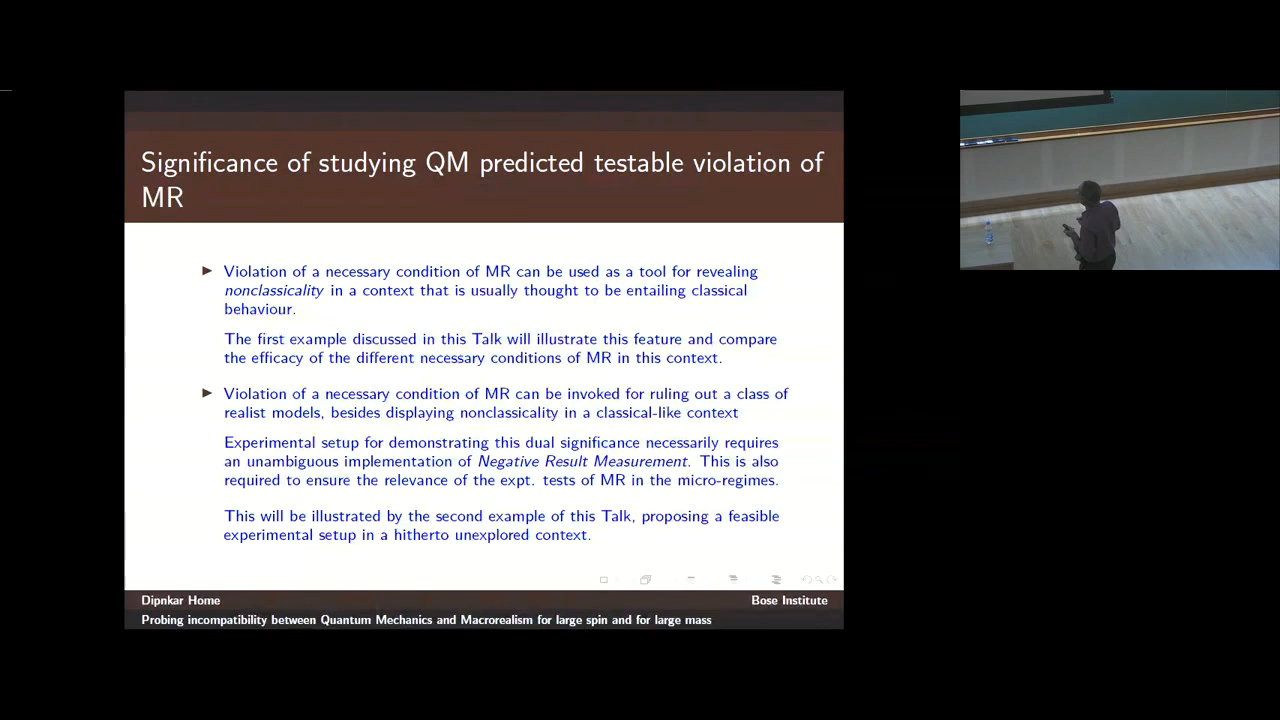 Significance of studying QM predicted testable violation of
MR
Violation of a necessary condition of MR can be used as a tool for revealing
nonclassicality in a context that is usually thought to be entailing classical
behaviour.
The first example discussed in this Talk will illustrate this feature and compare
the efficacy of the different necessary conditions of MR in this context.
Violation of a necessary condition of MR can be invoked for ruling out a class of
realist models, besides displaying nonclassicality in a classical-like context
Experimental setup for demonstrating this dual significance necessarily requires
an unambiguous implementation of Negative Result Measurement. This is also
required to ensure the relevance of the expt. tests of MR in the micro-regimes.
This will be illustrated by the second example of this Talk, proposing a feasible
experimental setup in a hitherto unexplored context.
Dipnkar Home
Bose Institute
Probing incompatibility between Quantum Mechanics and Macrorealism for large spin and for large mass